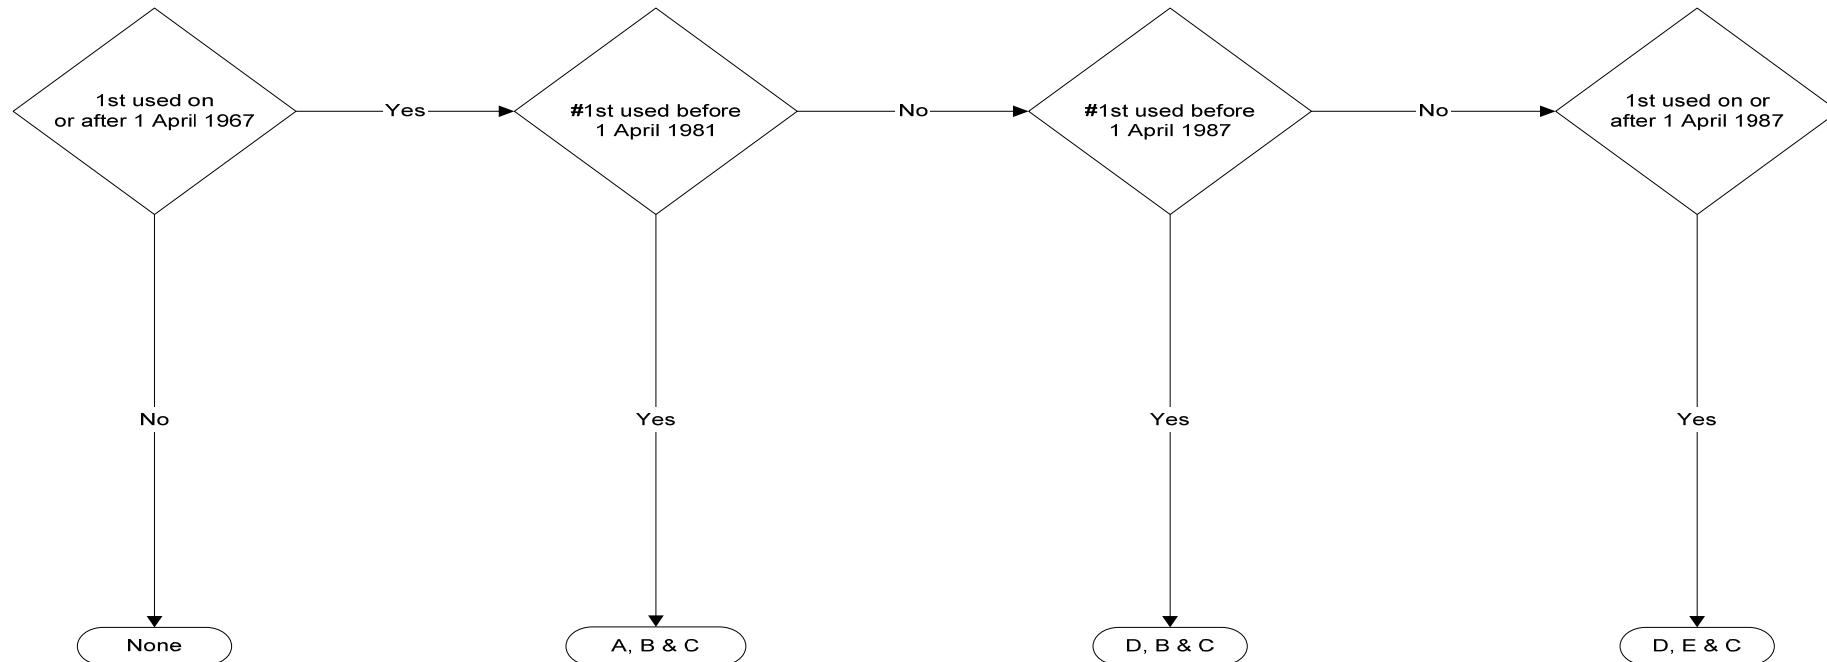 1st used on
or after 1 April 1967
Yes
#1st used before
1 April 1981
No
#1st used before
1 April 1987
No
1st used on or
after 1 April 1987
No
Yes
Yes
Yes
None
A, B & C
D, B & C
D, E & C